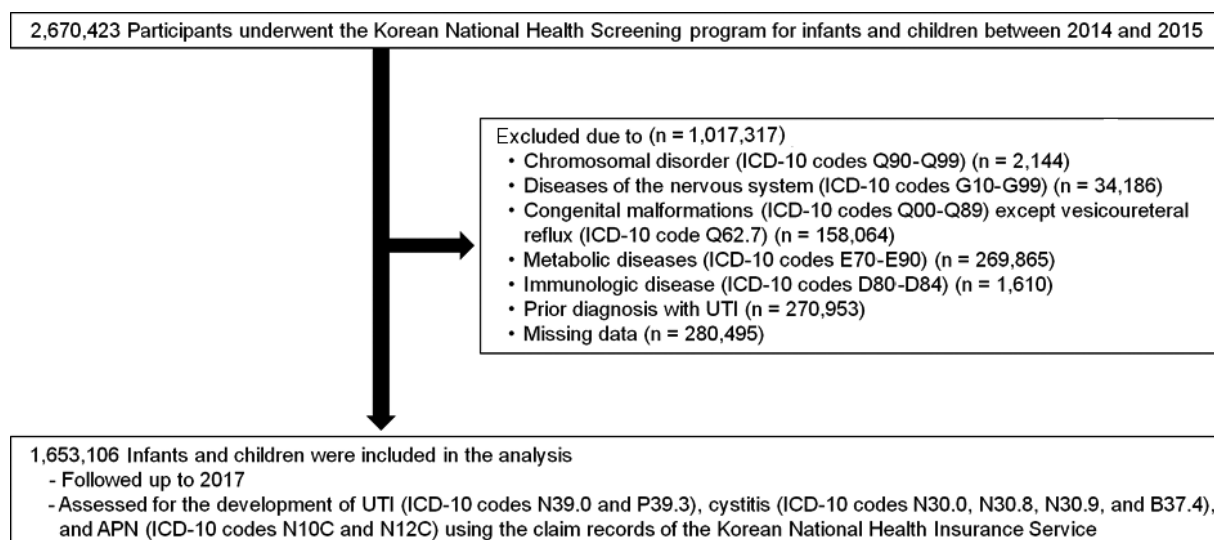 2,670,423 Participants underwent the Korean National Health Screening program for infants and children between 2014 and 2015
Excluded due to (n = 1,017,317)
• Chromosomal disorder (ICD-10 codes Q90-Q99) (n = 2,144)
• Diseases of the nervous system (ICD-10 codes G10-G99) (n = 34,186)
• Congenital malformations (ICD-10 codes Q00-Q89) except vesicoureteral
reflux (ICD-10 code Q62.7) (n = 158,064)
• Metabolic diseases (ICD-10 codes E70-E90) (n = 269,865)
• Immunologic disease (ICD-10 codes D80-D84) (n = 1,610)
• Prior diagnosis with UTI (n = 270,953)
• Missing data (n = 280,495)
1,653,106 Infants and children were included in the analysis
- Followed up to 2017
-Assessed for the development of UTI (ICD-10 codes N39.0 and P39.3), cystitis (ICD-10 codes N30.0, N30.8, N30.9, and B37.4),
and APN (ICD-10 codes N10C and N12C) using the claim records of the Korean National Health Insurance Service